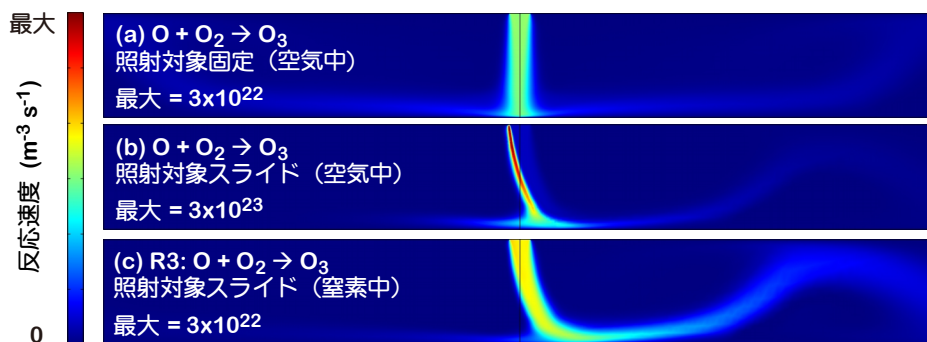 最大
反応速度 (m-3 s-1)
0
(a) O + O2 → O3
照射対象固定（空気中）
最大 = 3x1022
(b) O + O2 → O3
照射対象スライド（空気中）
最大 = 3x1023
(c) R3: O + O2 → O3
照射対象スライド（窒素中）
最大 = 3x1022